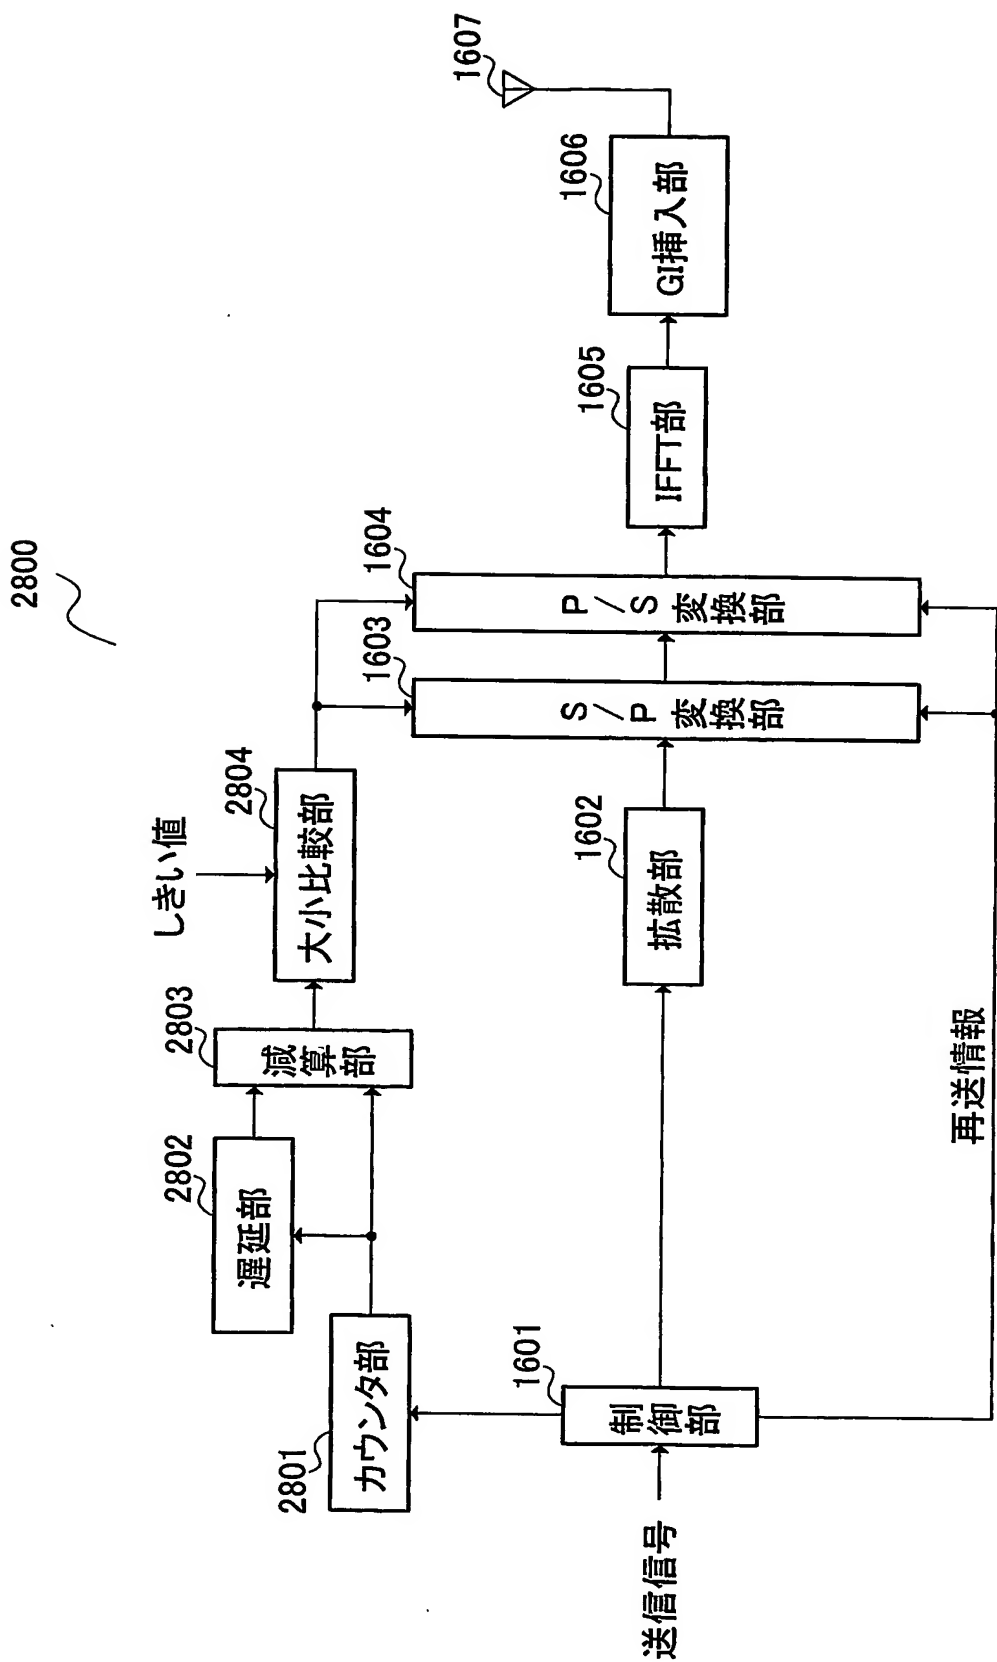 2800
しきい値
2802
遅延部
2803
減算部
2804
大小比較部
2801
カウンタ部
1601
制御部
送信信号
1602
拡散部
1603
S/P変換部
1604
P/S変換部
1605
IFFT部
1606
GI挿入部
1607
再送情報